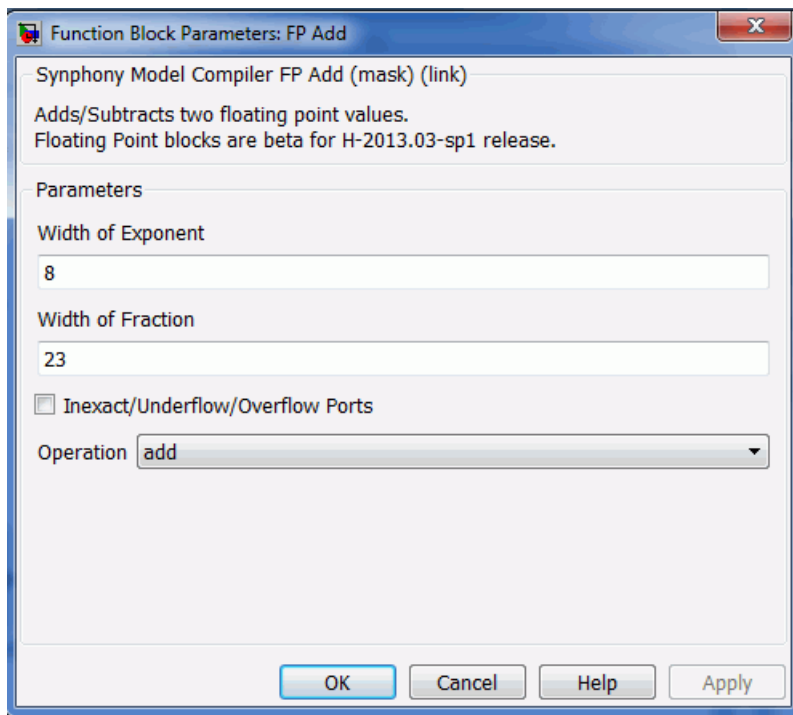 Function Block Parameters: FP Add
Synphony Model Compiler FP Add (mask) (link)
Adds/Subtracts two floating point values.
Floating Point blocks are beta for H-2013.03-sp1 release.
Parameters
Width of Exponent
8
Width of Fraction
23
Inexact/Underflow/Overflow Ports
Operation add
OK Cancel Help Apply